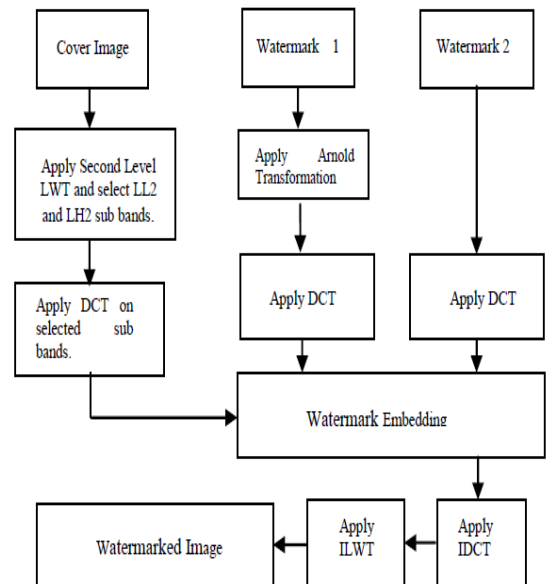 Cover Image
Watermark 1
Watermark 2
Apply Second Level
LWT and select LL2
and LH2 sub bands.
Apply Arnold
Transformation
Apply DCT on
selected sub
bands.
Apply DCT
Apply DCT
Watermark Embedding
Watermarked Image
Apply
ILWT
Apply
IDCT